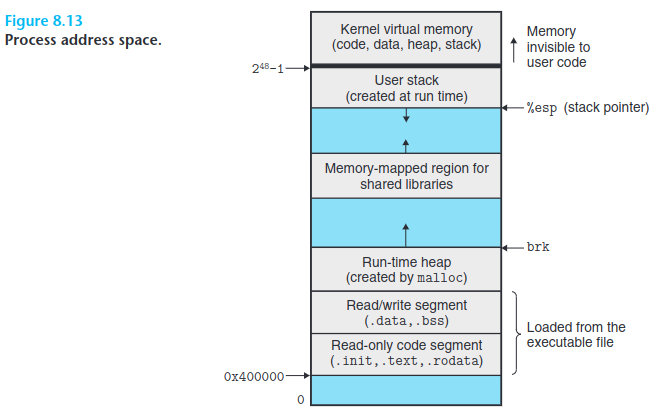 Figure 8.13
Process address space.
Kernel virtual memory
(code, data, heap, stack)
Memory
invisible to
user code
2⁴⁸–1
User stack
(created at run time)
%esp (stack pointer)
Memory-mapped region for
shared libraries
brk
Run-time heap
(created by malloc)
Read/write segment
(.data,.bss)
Loaded from the
executable file
Read-only code segment
(.init,.text,.rodata)
0x400000
0